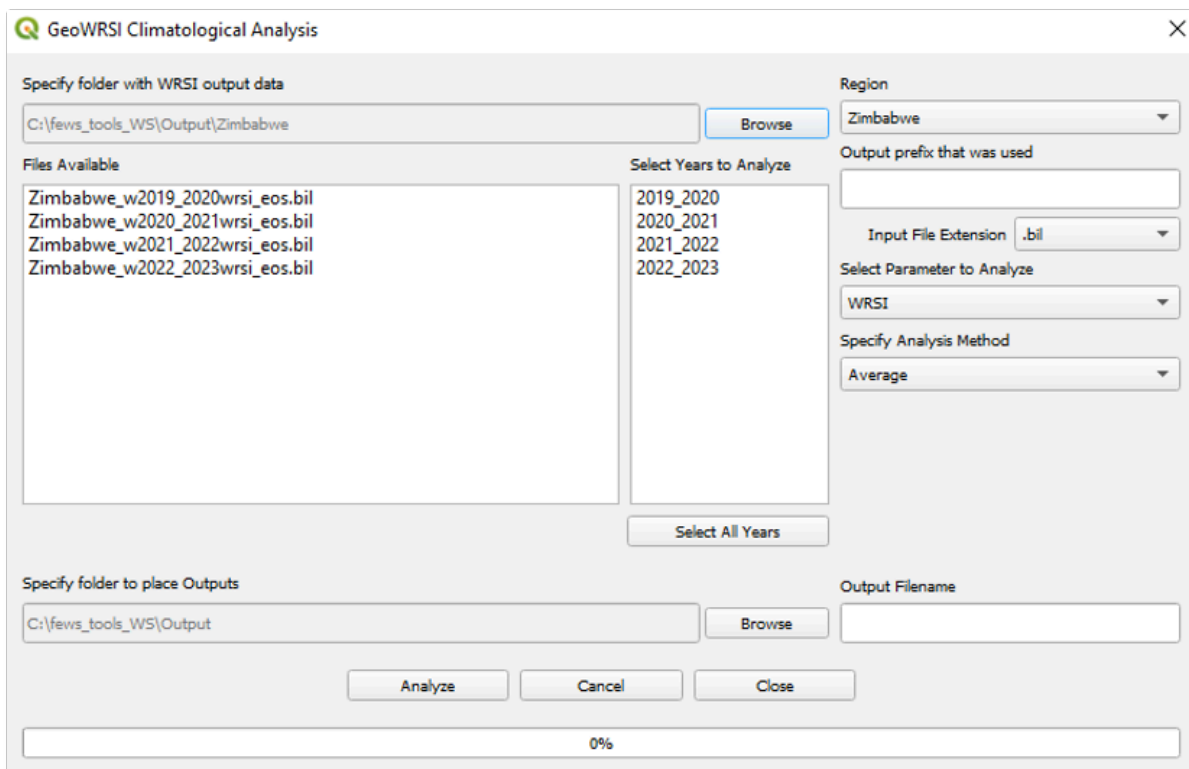 GeoWRSI Climatological Analysis
Specify folder with WRSI output data
C:\fews_tools_WS\Output\Zimbabwe
Browse
Region
Zimbabwe
Files Available
Select Years to Analyze
Output prefix that was used
Zimbabwe_w2019_2020wrsi_eos.bil
Zimbabwe_w2020_2021wrsi_eos.bil
Zimbabwe_w2021_2022wrsi_eos.bil
Zimbabwe_w2022_2023wrsi_eos.bil
2019_2020
2020_2021
2021_2022
2022_2023
Input File Extension .bil
Select Parameter to Analyze
WRSI
Specify Analysis Method
Average
Select All Years
Specify folder to place Outputs
C:\fews_tools_WS\Output
Browse
Output Filename
Analyze
Cancel
Close
0%